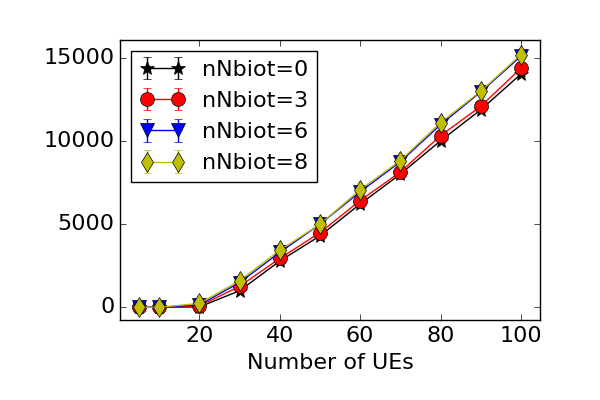 15000
10000
5000
0
nNbiot=0
nNbiot=3
nNbiot=6
nNbiot=8
20 40 60 80 100
Number of UEs